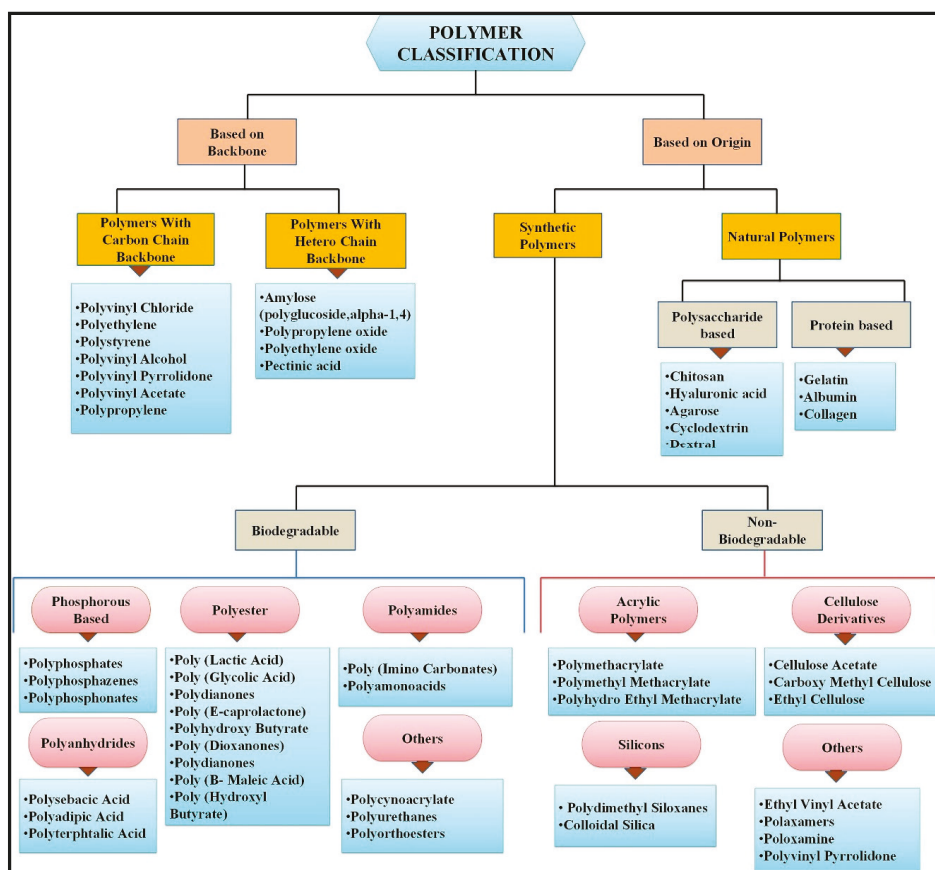 POLYMER
CLASSIFICATION
Based on
Backbone
Based on Origin
Polymers With
Carbon Chain
Backbone
Polymers With
Hetero Chain
Backbone
Synthetic
Polymers
Natural Polymers
•Polyvinyl Chloride
•Polyethylene
•Polystyrene
•Polyvinyl Alcohol
•Polyvinyl Pyrrolidone
•Polyvinyl Acetate
•Polypropylene
•Amylose
(polyglucoside,alpha-1,4)
•Polypropylene oxide
•Polyethylene oxide
•Pectinic acid
Polysaccharide
based
Protein based
•Chitosan
•Hyaluronic acid
•Agarose
•Cyclodextrin
•Dextral
•Gelatin
•Albumin
•Collagen
Biodegradable
Non-
Biodegradable
Phosphorous
Based
•Polyphosphates
•Polyphosphazenes
•Polyphosphonates
Polyanhydrides
•Polysebacic Acid
•Polyadipic Acid
•Polyterphtalic Acid
Polyester
•Poly (Lactic Acid)
•Poly (Glycolic Acid)
•Polydianones
•Poly (E-caprolactone)
•Polyhydroxy Butyrate
•Poly (Dioxanones)
•Polydianones
•Poly (B- Maleic Acid)
•Poly (Hydroxyl
Butyrate)
Polyamides
•Poly (Imino Carbonates)
•Polyamonoacids
Others
•Polycynoacrylate
•Polyurethanes
•Polyorthoesters
Acrylic
Polymers
•Polymethacrylate
•Polymethyl Methacrylate
•Polyhydro Ethyl Methacrylate
Silicons
• Polydimethyl Siloxanes
•Colloidal Silica
Cellulose
Derivatives
•Cellulose Acetate
•Carboxy Methyl Cellulose
•Ethyl Cellulose
Others
•Ethyl Vinyl Acetate
•Polaxamers
•Poloxamine
•Polyvinyl Pyrrolidone